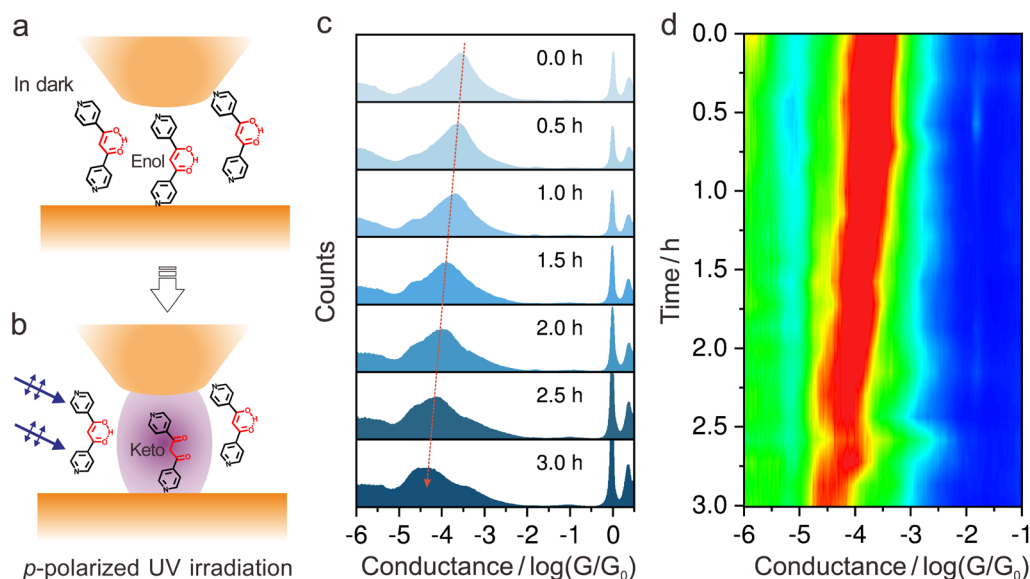 a
In dark
N
O
H
O
N
N
O
H
O
N
Enol
N
O
H
O
N
b
N
O
H
O
N
N
O
O
N
Keto
N
O
H
O
N
p-polarized UV irradiation
c
Counts
0.0 h
0.5 h
1.0 h
1.5 h
2.0 h
2.5 h
3.0 h
-6 -5 -4 -3 -2 -1 0
Conductance / log(G/G₀)
d
Time / h
0.0
0.5
1.0
1.5
2.0
2.5
3.0
-6 -5 -4 -3 -2 -1
Conductance / log(G/G₀)